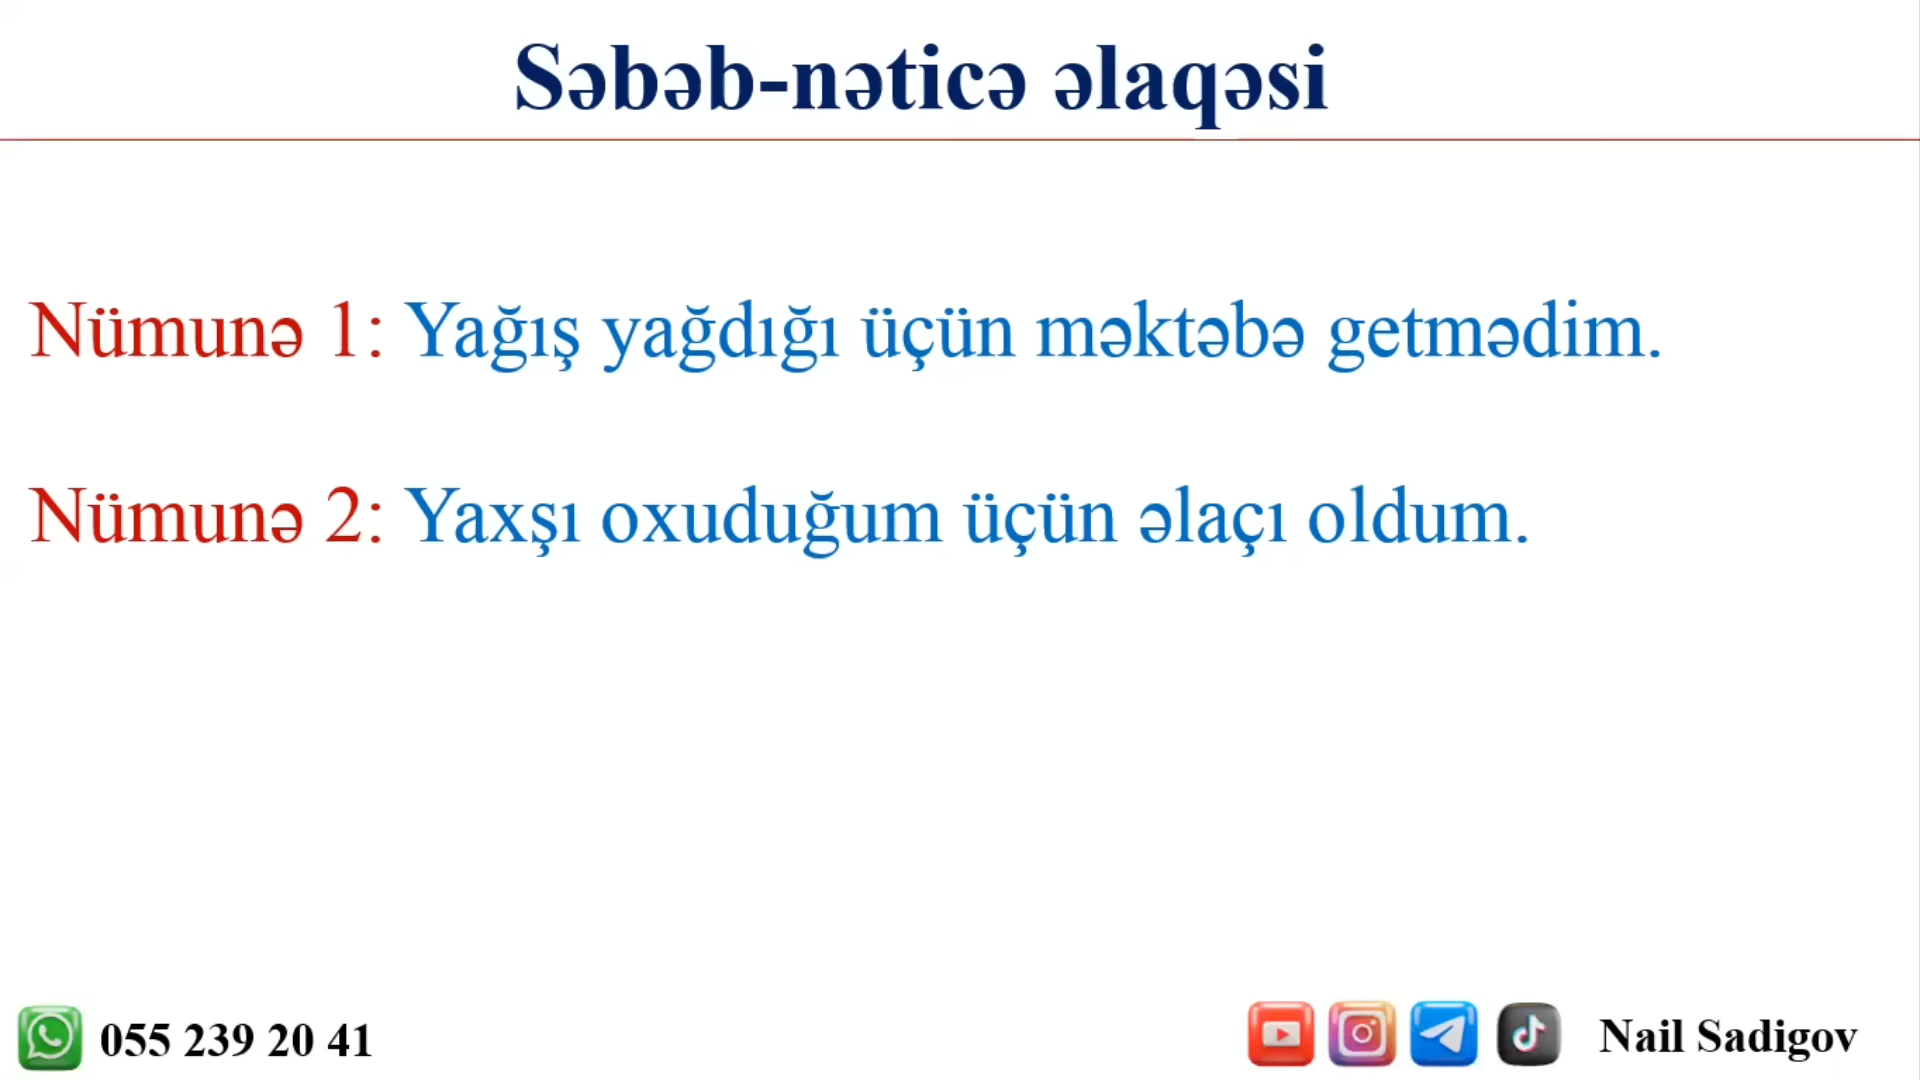 Səbəb-nəticə əlaqəsi
Nümunə 1: Yağış yağdığı üçün məktəbə getmədim.
Nümunə 2: Yaxşı oxuduğum üçün əlaçı oldum.
055 239 20 41
Nail Sadigov